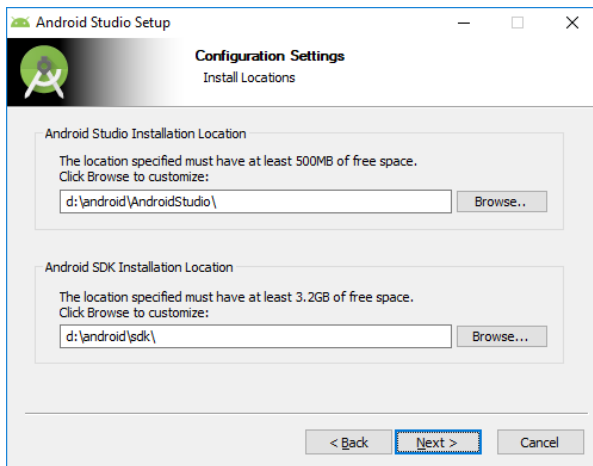 Android Studio Setup
Configuration Settings
Install Locations
Android Studio Installation Location
The location specified must have at least 500MB of free space.
Click Browse to customize:
d:\android\AndroidStudio\
Browse..
Android SDK Installation Location
The location specified must have at least 3.2GB of free space.
Click Browse to customize:
d:\android\sdk\
Browse...
< Back
Next >
Cancel